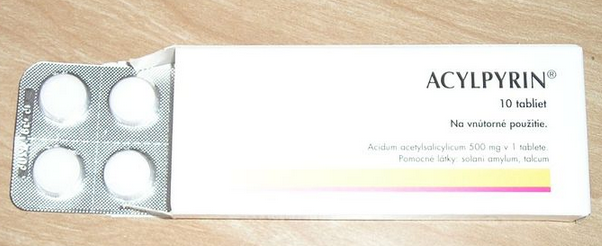 ACYLPYRIN®
10 tabliet
Na vnútorné použitie.
Acidum acetylsalicylicum 500 mg v 1 tablete.
Pomocné látky: solani amylum, talcum